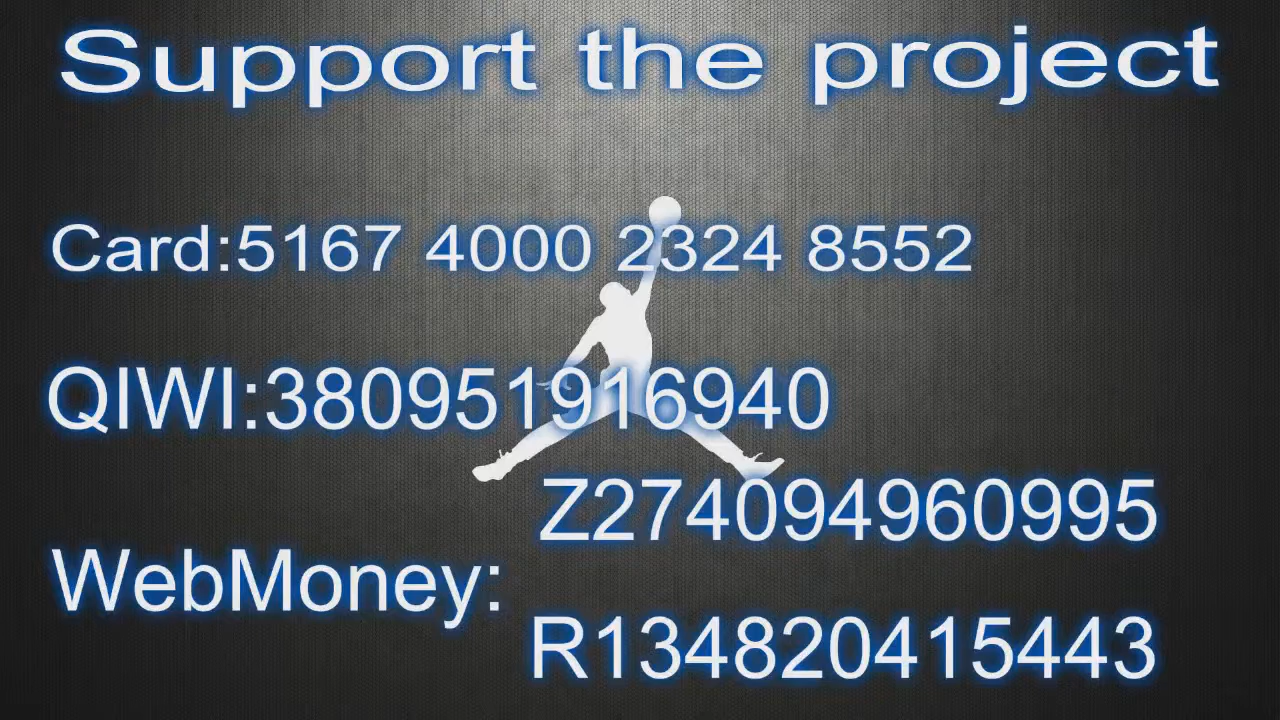 Support the project
Card:5167 4000 2324 8552
QIWI:380951916940
Z274094960995
WebMoney:
R134820415443